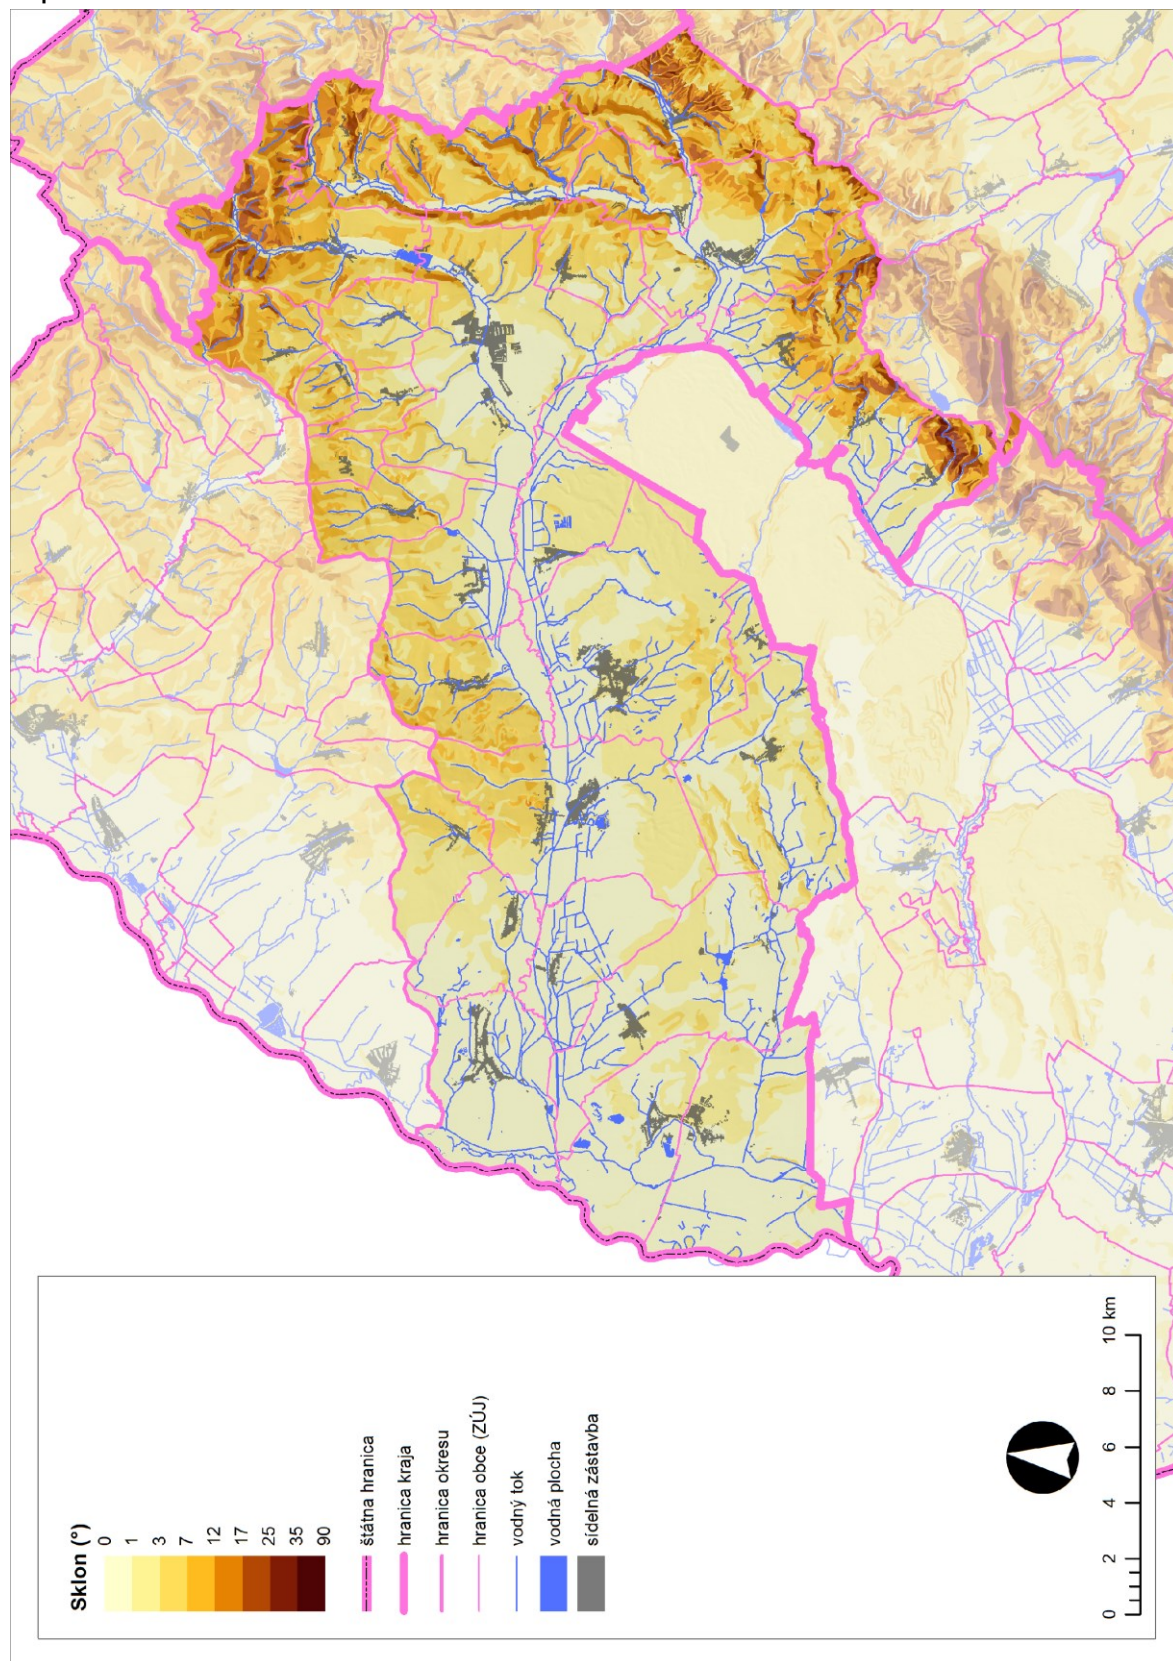 Sklon (°)
0
1
3
7
12
17
25
35
90
štátna hranica
hranica kraja
hranica okresu
hranica obce (ZÚJ)
vodný tok
vodná plocha
sídelná zástavba
0 2 4 6 8 10 km